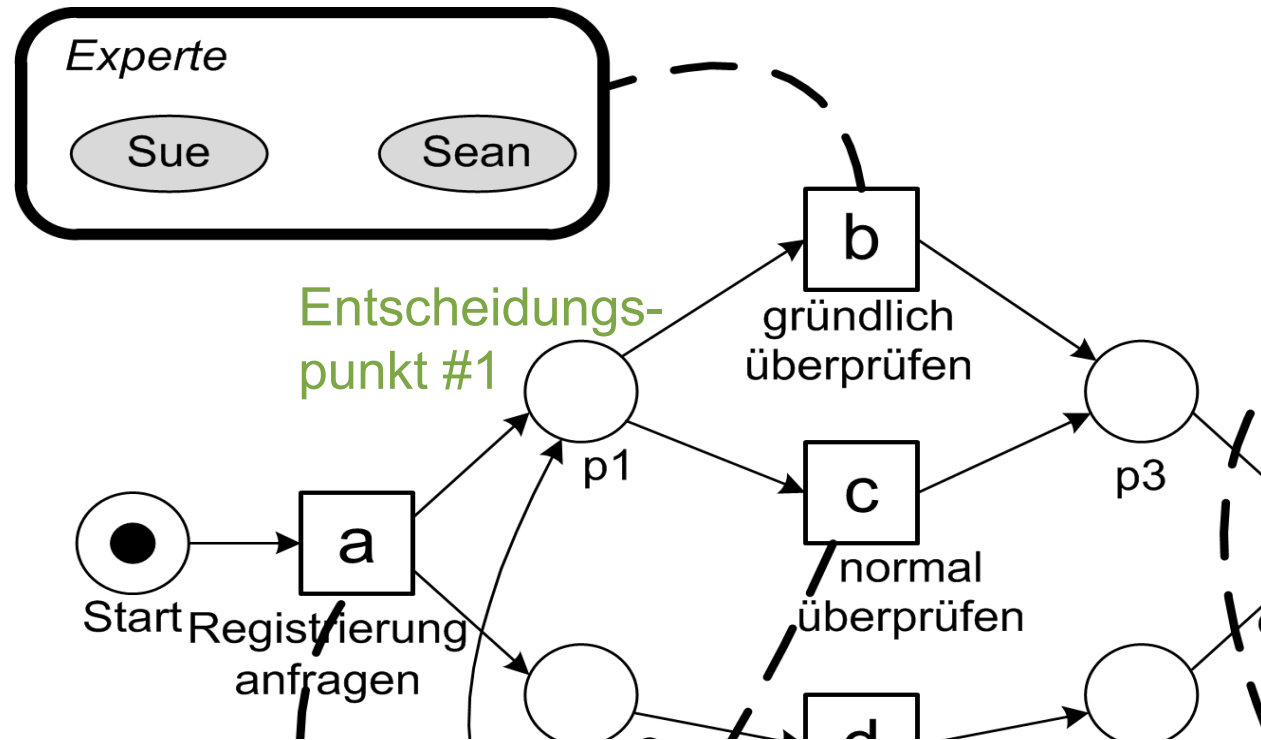 Experte
Sue
Sean
b
gründlich
überprüfen
Entscheidungs-
punkt #1
p1
c
normal
überprüfen
p3
a
Start
Registrierung
anfragen
d